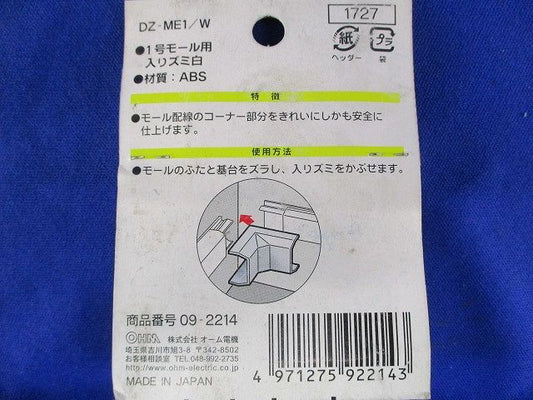 DZ-ME1/W
1727
●1号モール用
入りズミ白
●材質：ABS
紙
ヘッダー
プラ
袋
特 徴
●モール配線のコーナー部分をきれいにしかも安全に
仕上げます。
使用方法
●モールのふたと基台をズラし、入りズミをかぶせます。
商品番号 09-2214
OHM 株式会社 オーム電機
埼玉県吉川市旭3-8 〒342-8502
お客様相談室 TEL.048-992-2735
http://www.ohm-electric.co.jp
MADE IN JAPAN
4 971275 922143